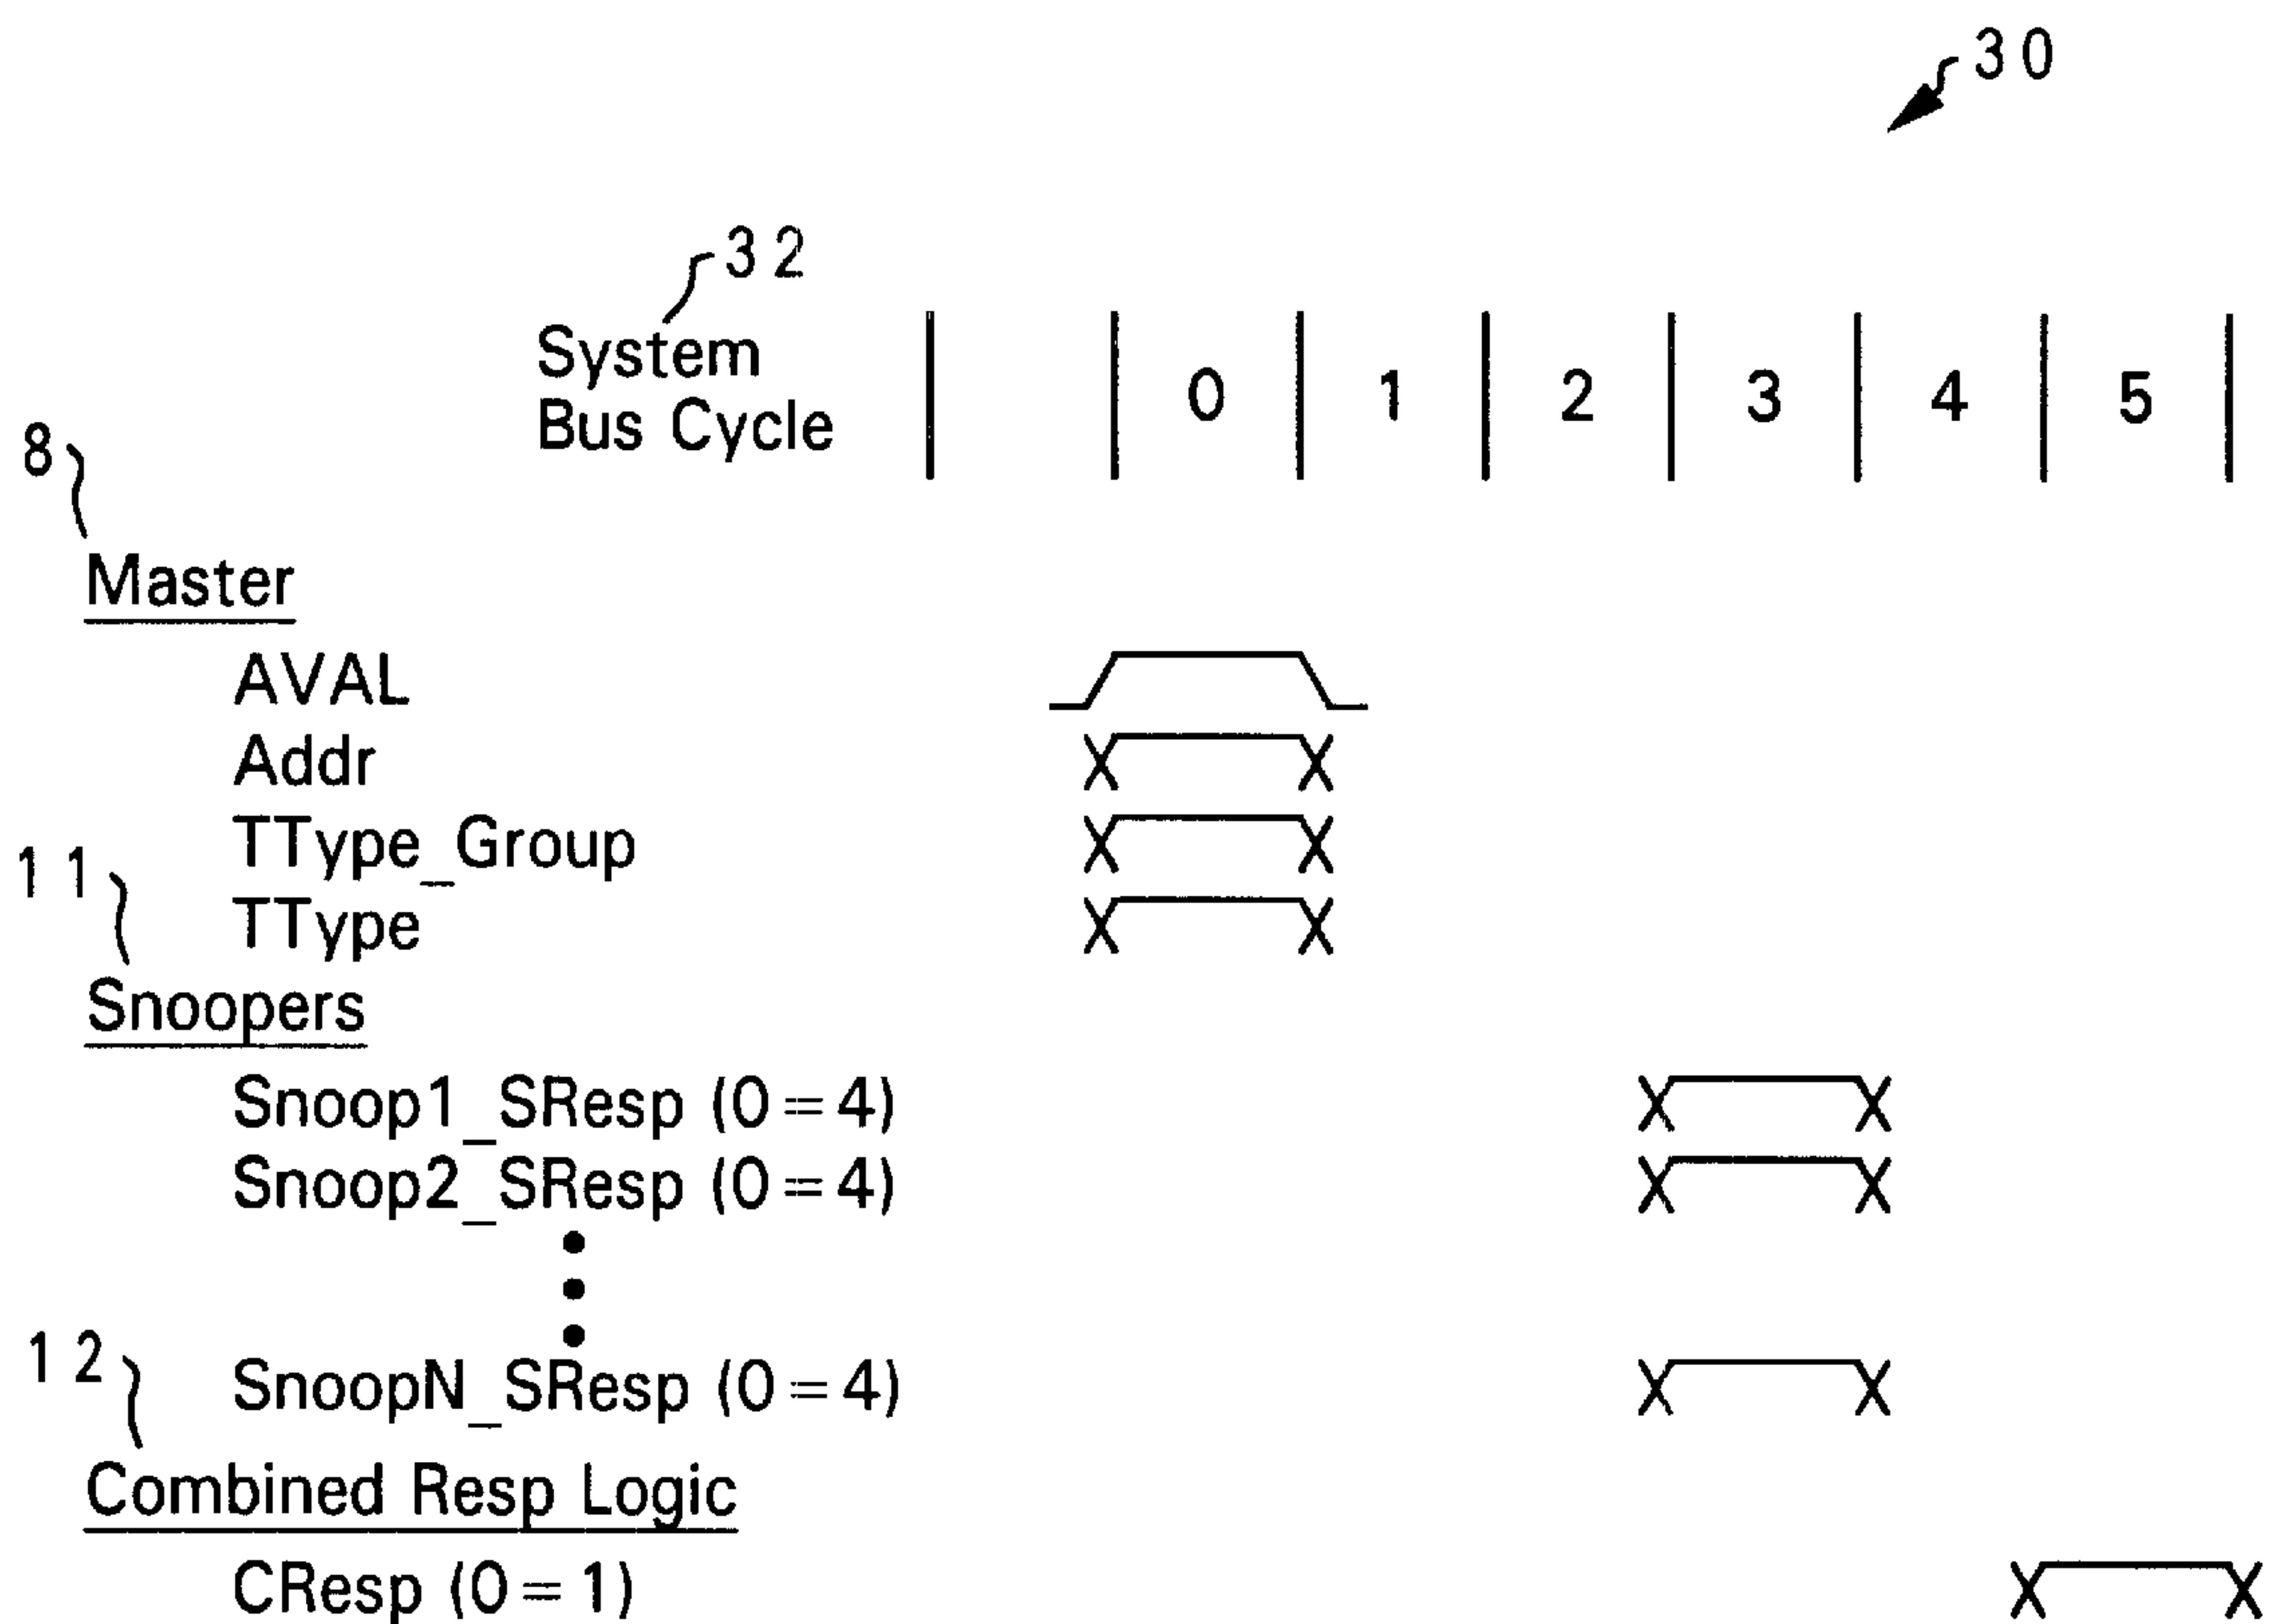 30
32
System
Bus Cycle
0 1 2 3 4 5
8
Master
AVAL
Addr
TType_Group
11
TType
Snoopers
Snoop1_SResp (0=4)
Snoop2_SResp (0=4)
12
SnoopN_SResp (0=4)
Combined Resp Logic
CResp (0=1)